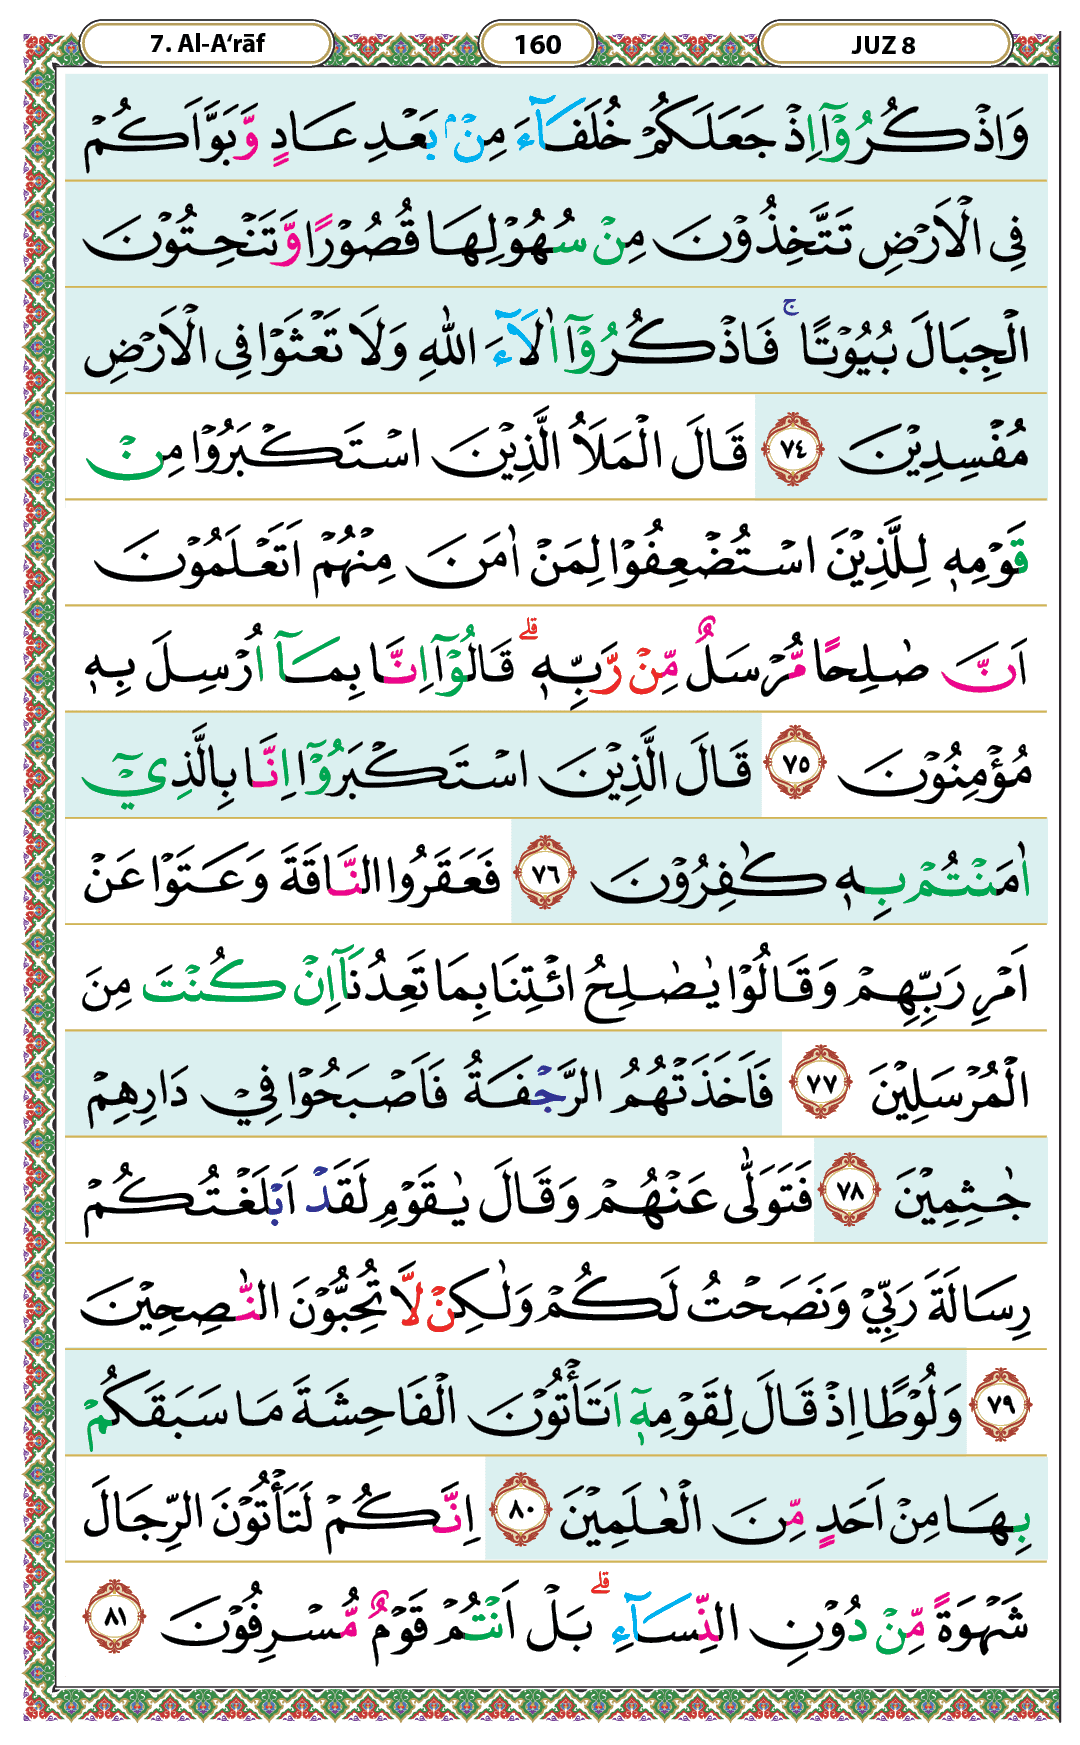 7. Al-A‘rāf
160
JUZ 8
وَاذْكُرُوْٓا اِذْ جَعَلَكُمْ خُلَفَآءَ مِنْۢ بَعْدِ عَادٍ وَّبَوَّاَكُمْ
فِى الْاَرْضِ تَتَّخِذُوْنَ مِنْ سُهُوْلِهَا قُصُوْرًا وَّتَنْحِتُوْنَ
الْجِبَالَ بُيُوْتًا ۚ فَاذْكُرُوْٓا اٰلَآءَ اللّٰهِ وَلَا تَعْثَوْا فِى الْاَرْضِ
مُفْسِدِيْنَ ٧٤ قَالَ الْمَلَاُ الَّذِيْنَ اسْتَكْبَرُوْا مِنْ
قَوْمِهٖ لِلَّذِيْنَ اسْتُضْعِفُوْا لِمَنْ اٰمَنَ مِنْهُمْ اَتَعْلَمُوْنَ
اَنَّ صٰلِحًا مُّرْسَلٌ مِّنْ رَّبِّهٖ ۗ قَالُوْٓا اِنَّا بِمَآ اُرْسِلَ بِهٖ
مُؤْمِنُوْنَ ٧٥ قَالَ الَّذِيْنَ اسْتَكْبَرُوْٓا اِنَّا بِالَّذِيْٓ
اٰمَنْتُمْ بِهٖ كٰفِرُوْنَ ٧٦ فَعَقَرُوا النَّاقَةَ وَعَتَوْا عَنْ
اَمْرِ رَبِّهِمْ وَقَالُوْا يٰصٰلِحُ ائْتِنَا بِمَا تَعِدُنَآ اِنْ كُنْتَ مِنَ
الْمُرْسَلِيْنَ ٧٧ فَاَخَذَتْهُمُ الرَّجْفَةُ فَاَصْبَحُوْا فِيْ دَارِهِمْ
جٰثِمِيْنَ ٧٨ فَتَوَلّٰى عَنْهُمْ وَقَالَ يٰقَوْمِ لَقَدْ اَبْلَغْتُكُمْ
رِسَالَةَ رَبِّيْ وَنَصَحْتُ لَكُمْ وَلٰكِنْ لَّا تُحِبُّوْنَ النّٰصِحِيْنَ
٧٩ وَلُوْطًا اِذْ قَالَ لِقَوْمِهٖٓ اَتَأْتُوْنَ الْفَاحِشَةَ مَا سَبَقَكُمْ
بِهَا مِنْ اَحَدٍ مِّنَ الْعٰلَمِيْنَ ٨٠ اِنَّكُمْ لَتَأْتُوْنَ الرِّجَالَ
شَهْوَةً مِّنْ دُوْنِ النِّسَآءِ ۗ بَلْ اَنْتُمْ قَوْمٌ مُّسْرِفُوْنَ ٨١